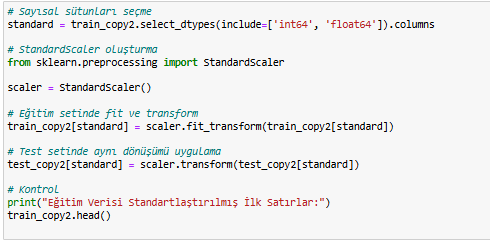 # Sayısal sütunları seçme
standard = train_copy2.select_dtypes(include=['int64', 'float64']).columns
# StandardScaler oluşturma
from sklearn.preprocessing import StandardScaler
scaler = StandardScaler()
# Eğitim setinde fit ve transform
train_copy2[standard] = scaler.fit_transform(train_copy2[standard])
# Test setinde aynı dönüşümü uygulama
test_copy2[standard] = scaler.transform(test_copy2[standard])
# Kontrol
print("Eğitim Verisi Standartlaştırılmış İlk Satırlar:")
train_copy2.head()